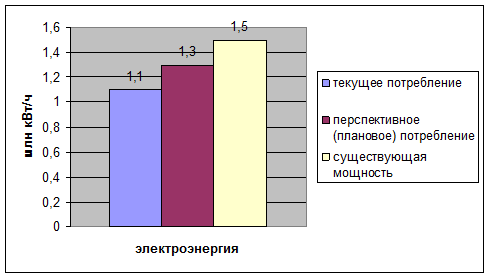 1,6
1,4
1,2
1
0,8
0,6
0,4
0,2
0
млн кВт/ч
1,1
1,3
1,5
электроэнергия
текущее потребление
перспективное
(плановое) потребление
существующая
мощность